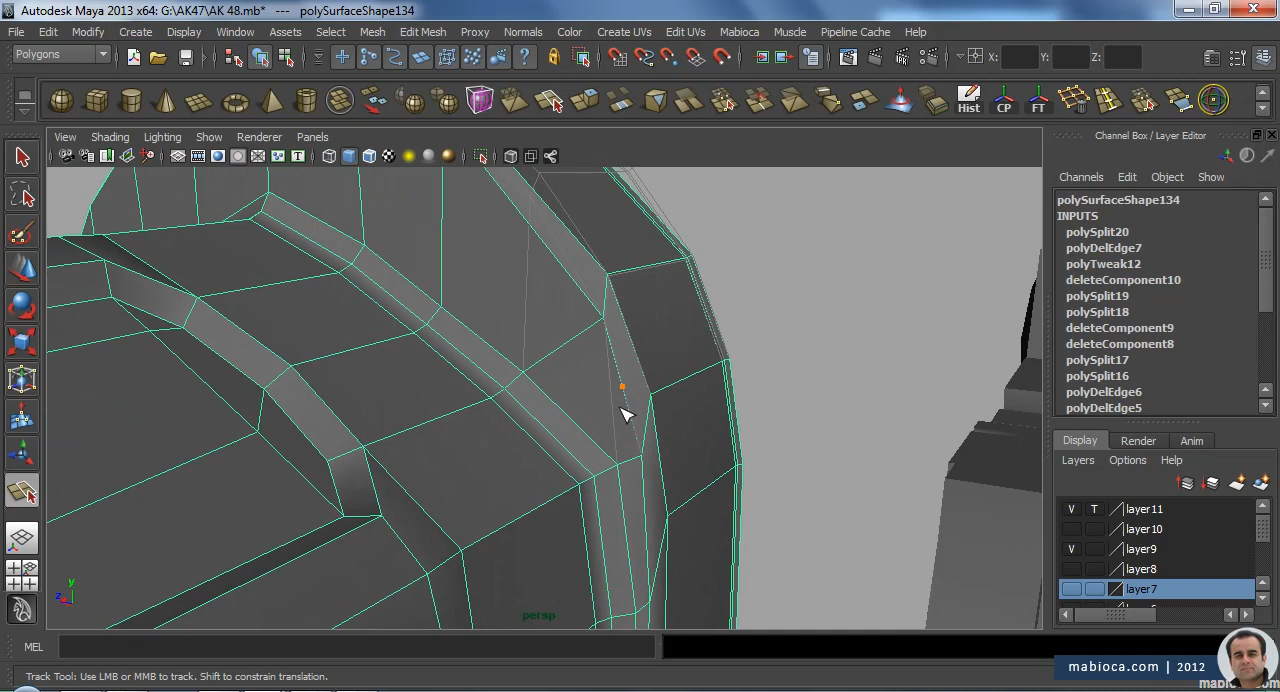 Autodesk Maya 2013 x64: G:\AK47\AK 48.mb* --- polySurfaceShape134
File Edit Modify Create Display Window Assets Select Mesh Edit Mesh Proxy Normals Color Create UVs Edit UVs Mabioca Muscle Pipeline Cache Help
Polygons X: Y: Z:
Hist CP FT
View Shading Lighting Show Renderer Panels
Channel Box / Layer Editor
Channels Edit Object Show
polySurfaceShape134
INPUTS
polySplit20
polyDelEdge7
polyTweak12
deleteComponent10
polySplit19
polySplit18
deleteComponent9
deleteComponent8
polySplit17
polySplit16
polyDelEdge6
polyDelEdge5
Display Render Anim
Layers Options Help
V T layer11
layer10
V layer9
layer8
layer7
y
z
persp
MEL
mabioca.com | 2012
Track Tool: Use LMB or MMB to track. Shift to constrain translation.